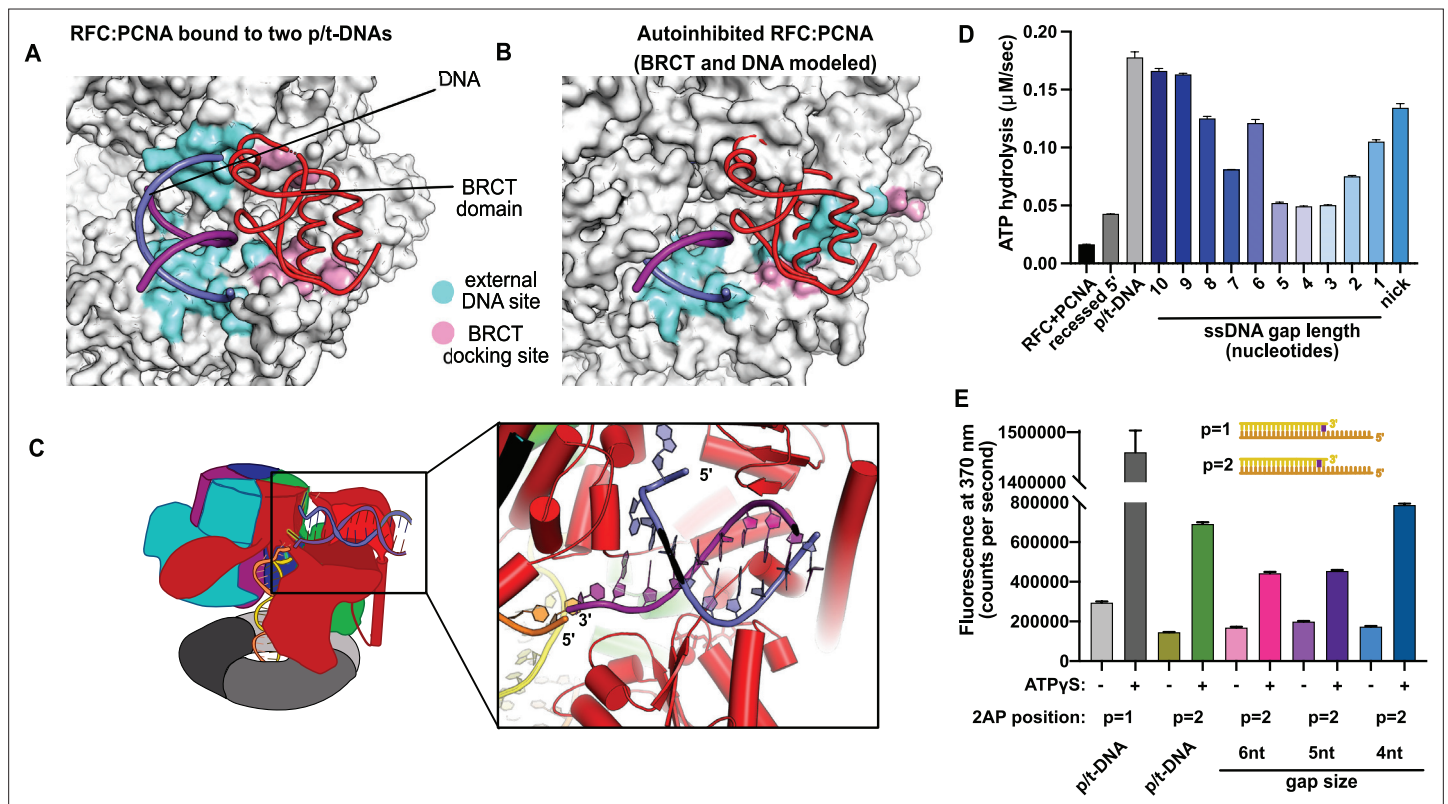 RFC:PCNA bound to two p/t-DNAs
A
DNA
BRCT
domain
external
DNA site
BRCT
docking site
Autoinhibited RFC:PCNA
(BRCT and DNA modeled)
B
C
5'
3'
5'
D
ATP hydrolysis (μM/sec)
0.20
0.15
0.10
0.05
0.00
RFC+PCNA
recessed 5'
p/t-DNA
10
9
8
7
6
5
4
3
2
1
nick
ssDNA gap length
(nucleotides)
E
Fluorescence at 370 nm
(counts per second)
1500000
1400000
800000
600000
400000
200000
0
p=1
3'
5'
p=2
3'
5'
ATPγS: - + - + - + - + - +
2AP position: p=1 p=2 p=2 p=2 p=2
p/t-DNA p/t-DNA 6nt 5nt 4nt
gap size